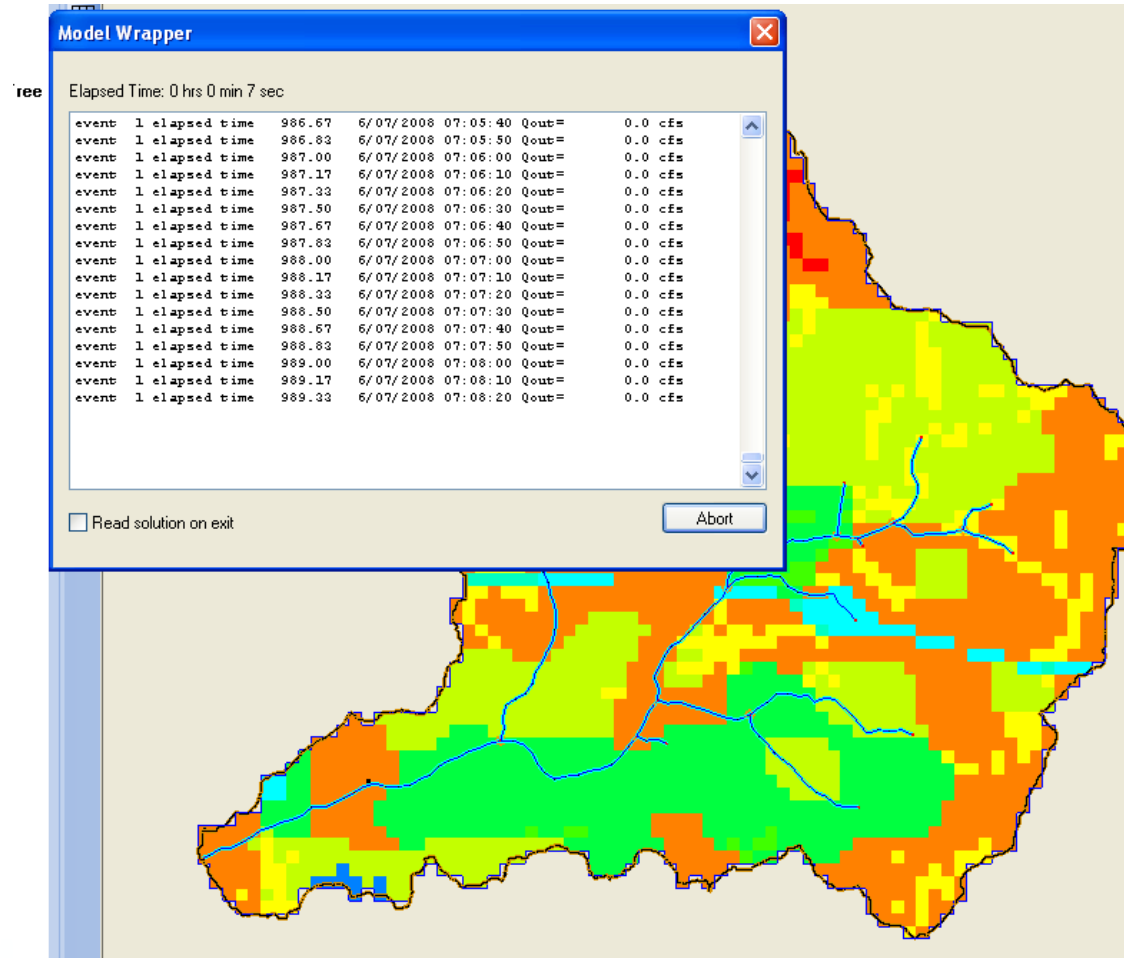 Model Wrapper
ree
Elapsed Time: 0 hrs 0 min 7 sec
event 1 elapsed time 986.67 6/07/2008 07:05:40 Qout= 0.0 cfs
event 1 elapsed time 986.83 6/07/2008 07:05:50 Qout= 0.0 cfs
event 1 elapsed time 987.00 6/07/2008 07:06:00 Qout= 0.0 cfs
event 1 elapsed time 987.17 6/07/2008 07:06:10 Qout= 0.0 cfs
event 1 elapsed time 987.33 6/07/2008 07:06:20 Qout= 0.0 cfs
event 1 elapsed time 987.50 6/07/2008 07:06:30 Qout= 0.0 cfs
event 1 elapsed time 987.67 6/07/2008 07:06:40 Qout= 0.0 cfs
event 1 elapsed time 987.83 6/07/2008 07:06:50 Qout= 0.0 cfs
event 1 elapsed time 988.00 6/07/2008 07:07:00 Qout= 0.0 cfs
event 1 elapsed time 988.17 6/07/2008 07:07:10 Qout= 0.0 cfs
event 1 elapsed time 988.33 6/07/2008 07:07:20 Qout= 0.0 cfs
event 1 elapsed time 988.50 6/07/2008 07:07:30 Qout= 0.0 cfs
event 1 elapsed time 988.67 6/07/2008 07:07:40 Qout= 0.0 cfs
event 1 elapsed time 988.83 6/07/2008 07:07:50 Qout= 0.0 cfs
event 1 elapsed time 989.00 6/07/2008 07:08:00 Qout= 0.0 cfs
event 1 elapsed time 989.17 6/07/2008 07:08:10 Qout= 0.0 cfs
event 1 elapsed time 989.33 6/07/2008 07:08:20 Qout= 0.0 cfs
Read solution on exit
Abort